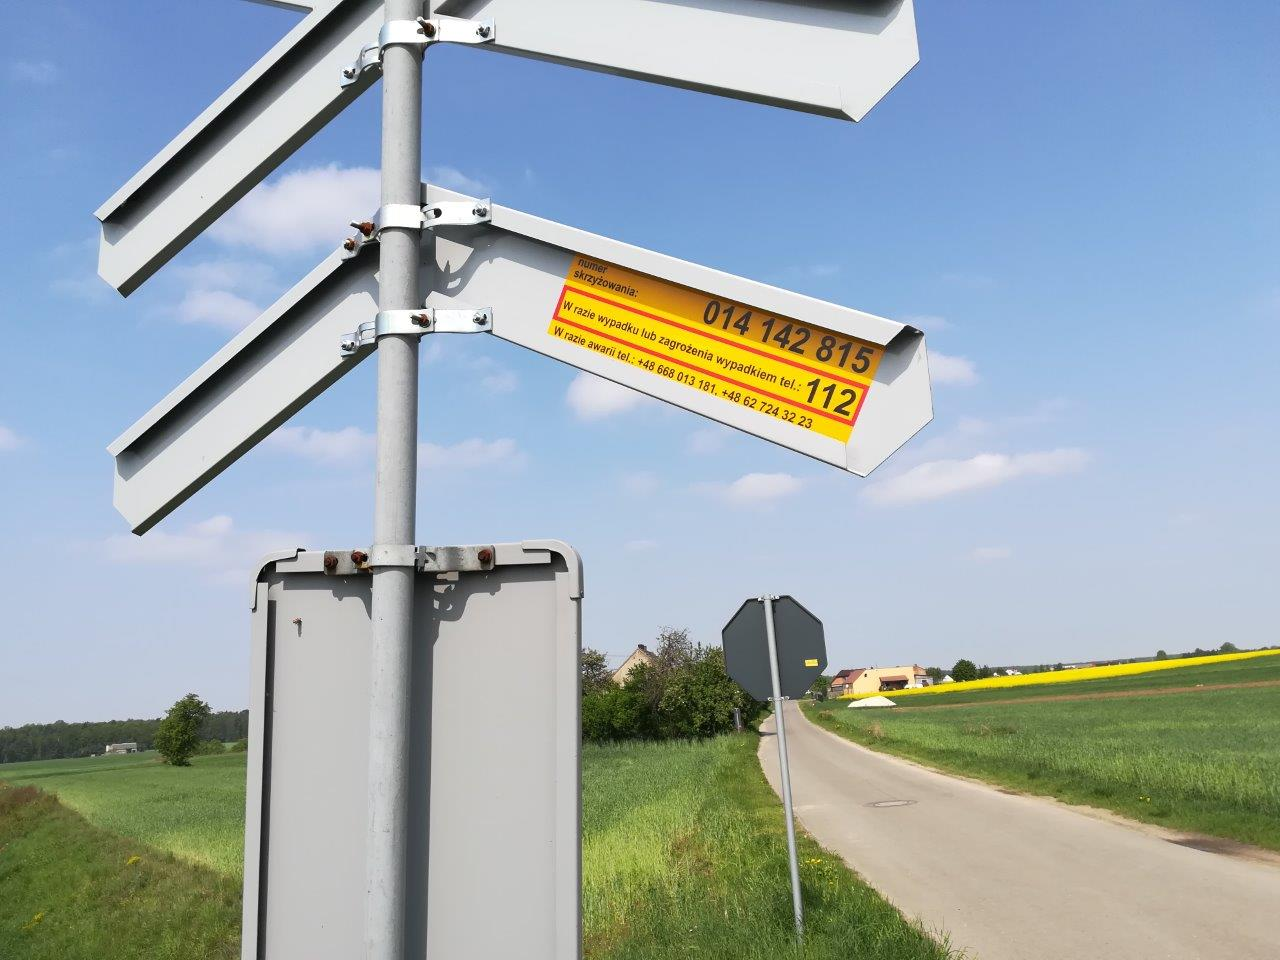 numer
skrzyżowania: 014 142 815
W razie wypadku lub zagrożenia wypadkiem tel.: 112
W razie awarii tel.: +48 668 013 181, +48 62 724 32 23